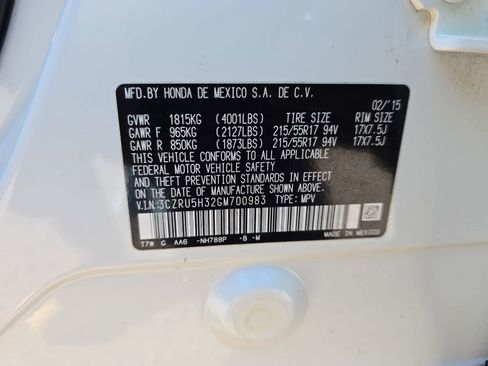 MFD.BY HONDA DE MEXICO S.A. DE C.V.
02/'15
GVWR 1815KG (4001LBS) TIRE SIZE RIM SIZE
GAWR F 965KG (2127LBS) 215/55R17 94V 17X7.5J
GAWR R 850KG (1873LBS) 215/55R17 94V 17X7.5J
THIS VEHICLE CONFORMS TO ALL APPLICABLE
FEDERAL MOTOR VEHICLE SAFETY
AND THEFT PREVENTION STANDARDS IN EFFECT ON
THE DATE OF MANUFACTURE SHOWN ABOVE.
V.I.N:3CZRU5H32GM700983 TYPE: MPV
T7W G AA6 -NH788P -B -M
PRINTED IN MEXICO